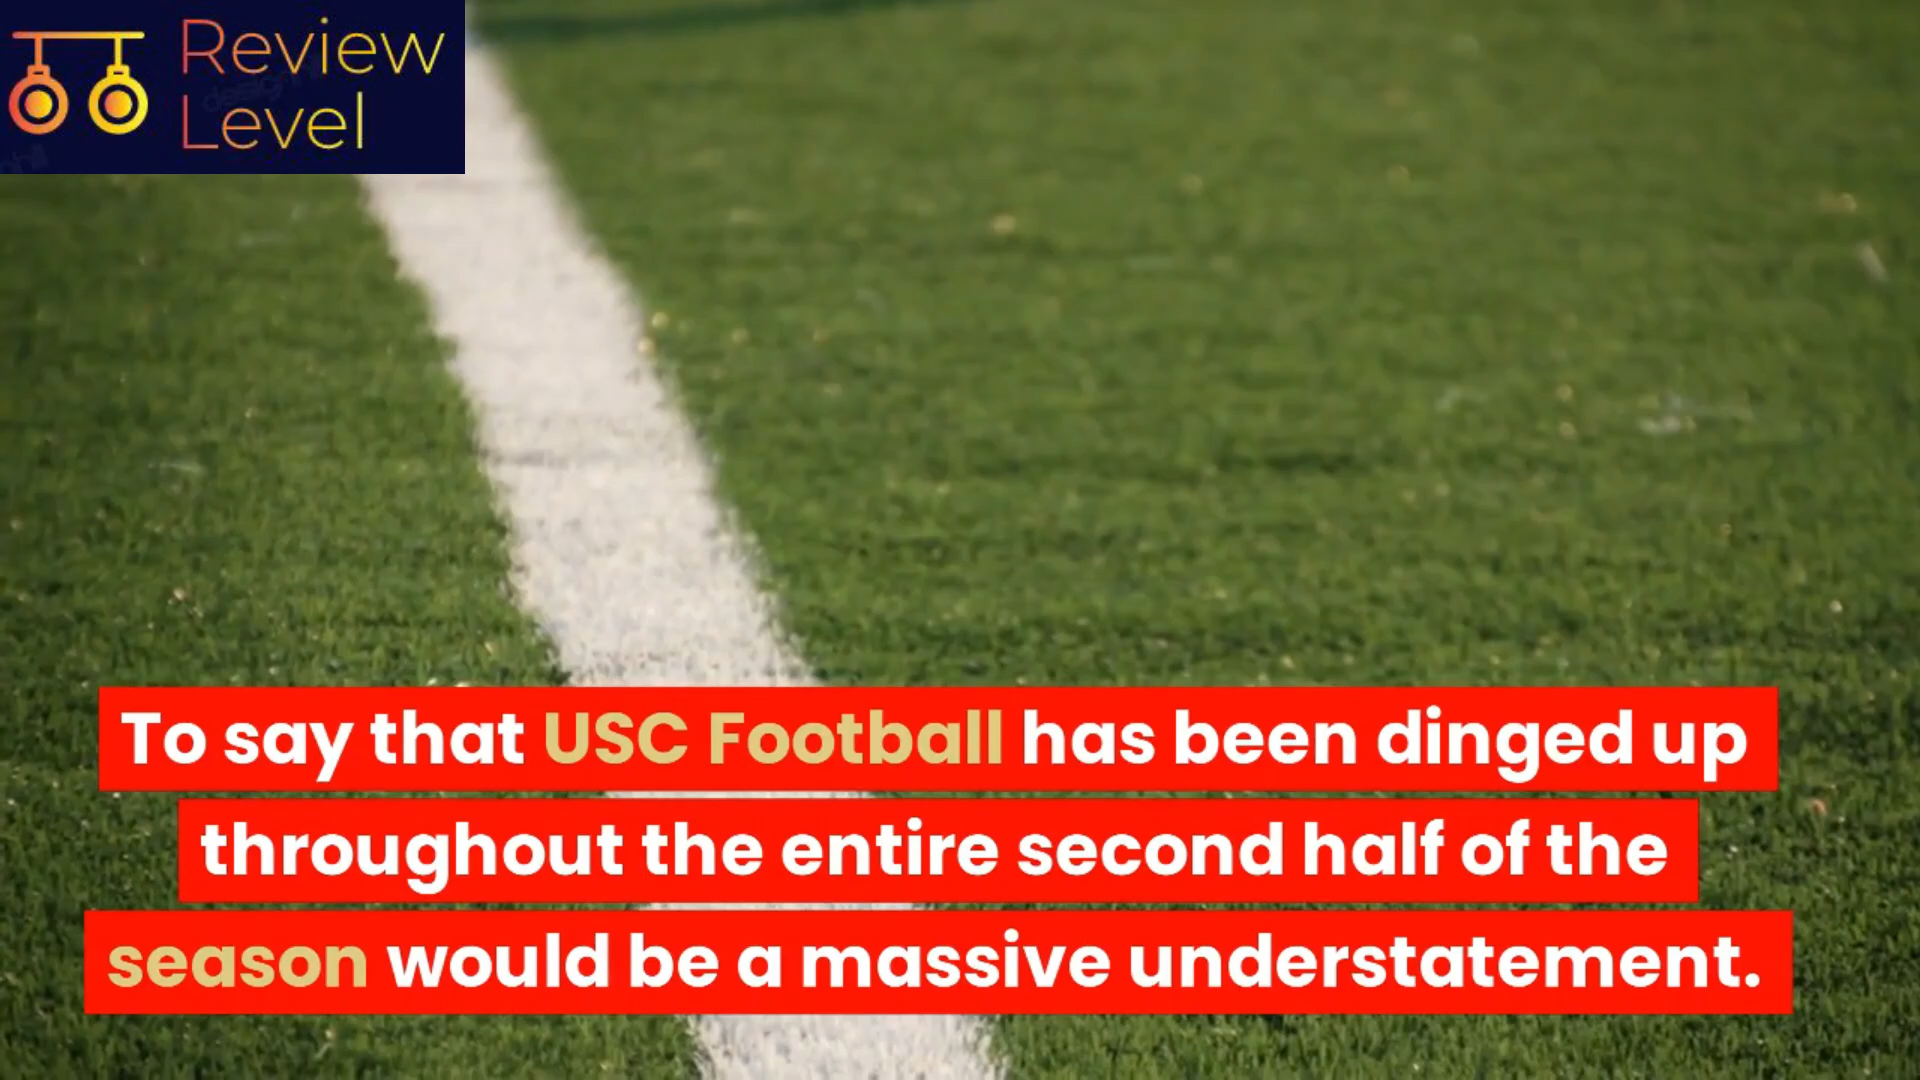 Review
Level
To say that USC Football has been dinged up
throughout the entire second half of the
season would be a massive understatement.